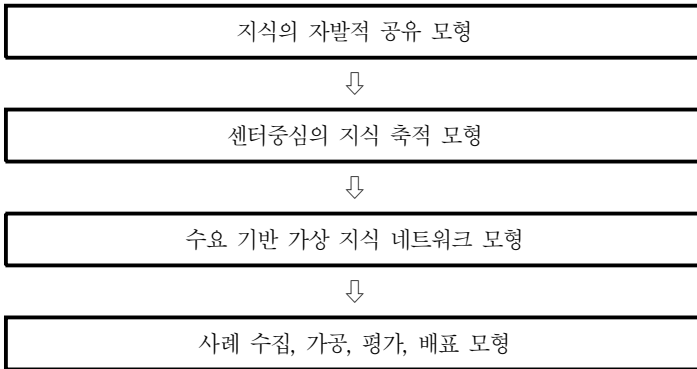 지식의 자발적 공유 모형
⇩
센터중심의 지식 축적 모형
⇩
수요 기반 가상 지식 네트워크 모형
⇩
사례 수집, 가공, 평가, 배표 모형